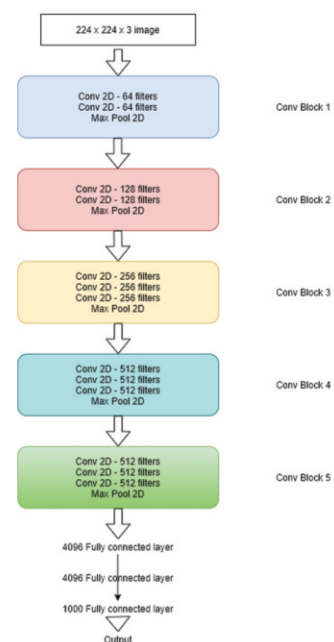 224 x 224 x 3 image
Conv 2D - 64 filters
Conv 2D - 64 filters
Max Pool 2D
Conv Block 1
Conv 2D - 128 filters
Conv 2D - 128 filters
Max Pool 2D
Conv Block 2
Conv 2D - 256 filters
Conv 2D - 256 filters
Conv 2D - 256 filters
Max Pool 2D
Conv Block 3
Conv 2D - 512 filters
Conv 2D - 512 filters
Conv 2D - 512 filters
Max Pool 2D
Conv Block 4
Conv 2D - 512 filters
Conv 2D - 512 filters
Conv 2D - 512 filters
Max Pool 2D
Conv Block 5
4096 Fully connected layer
4096 Fully connected layer
1000 Fully connected layer
Output